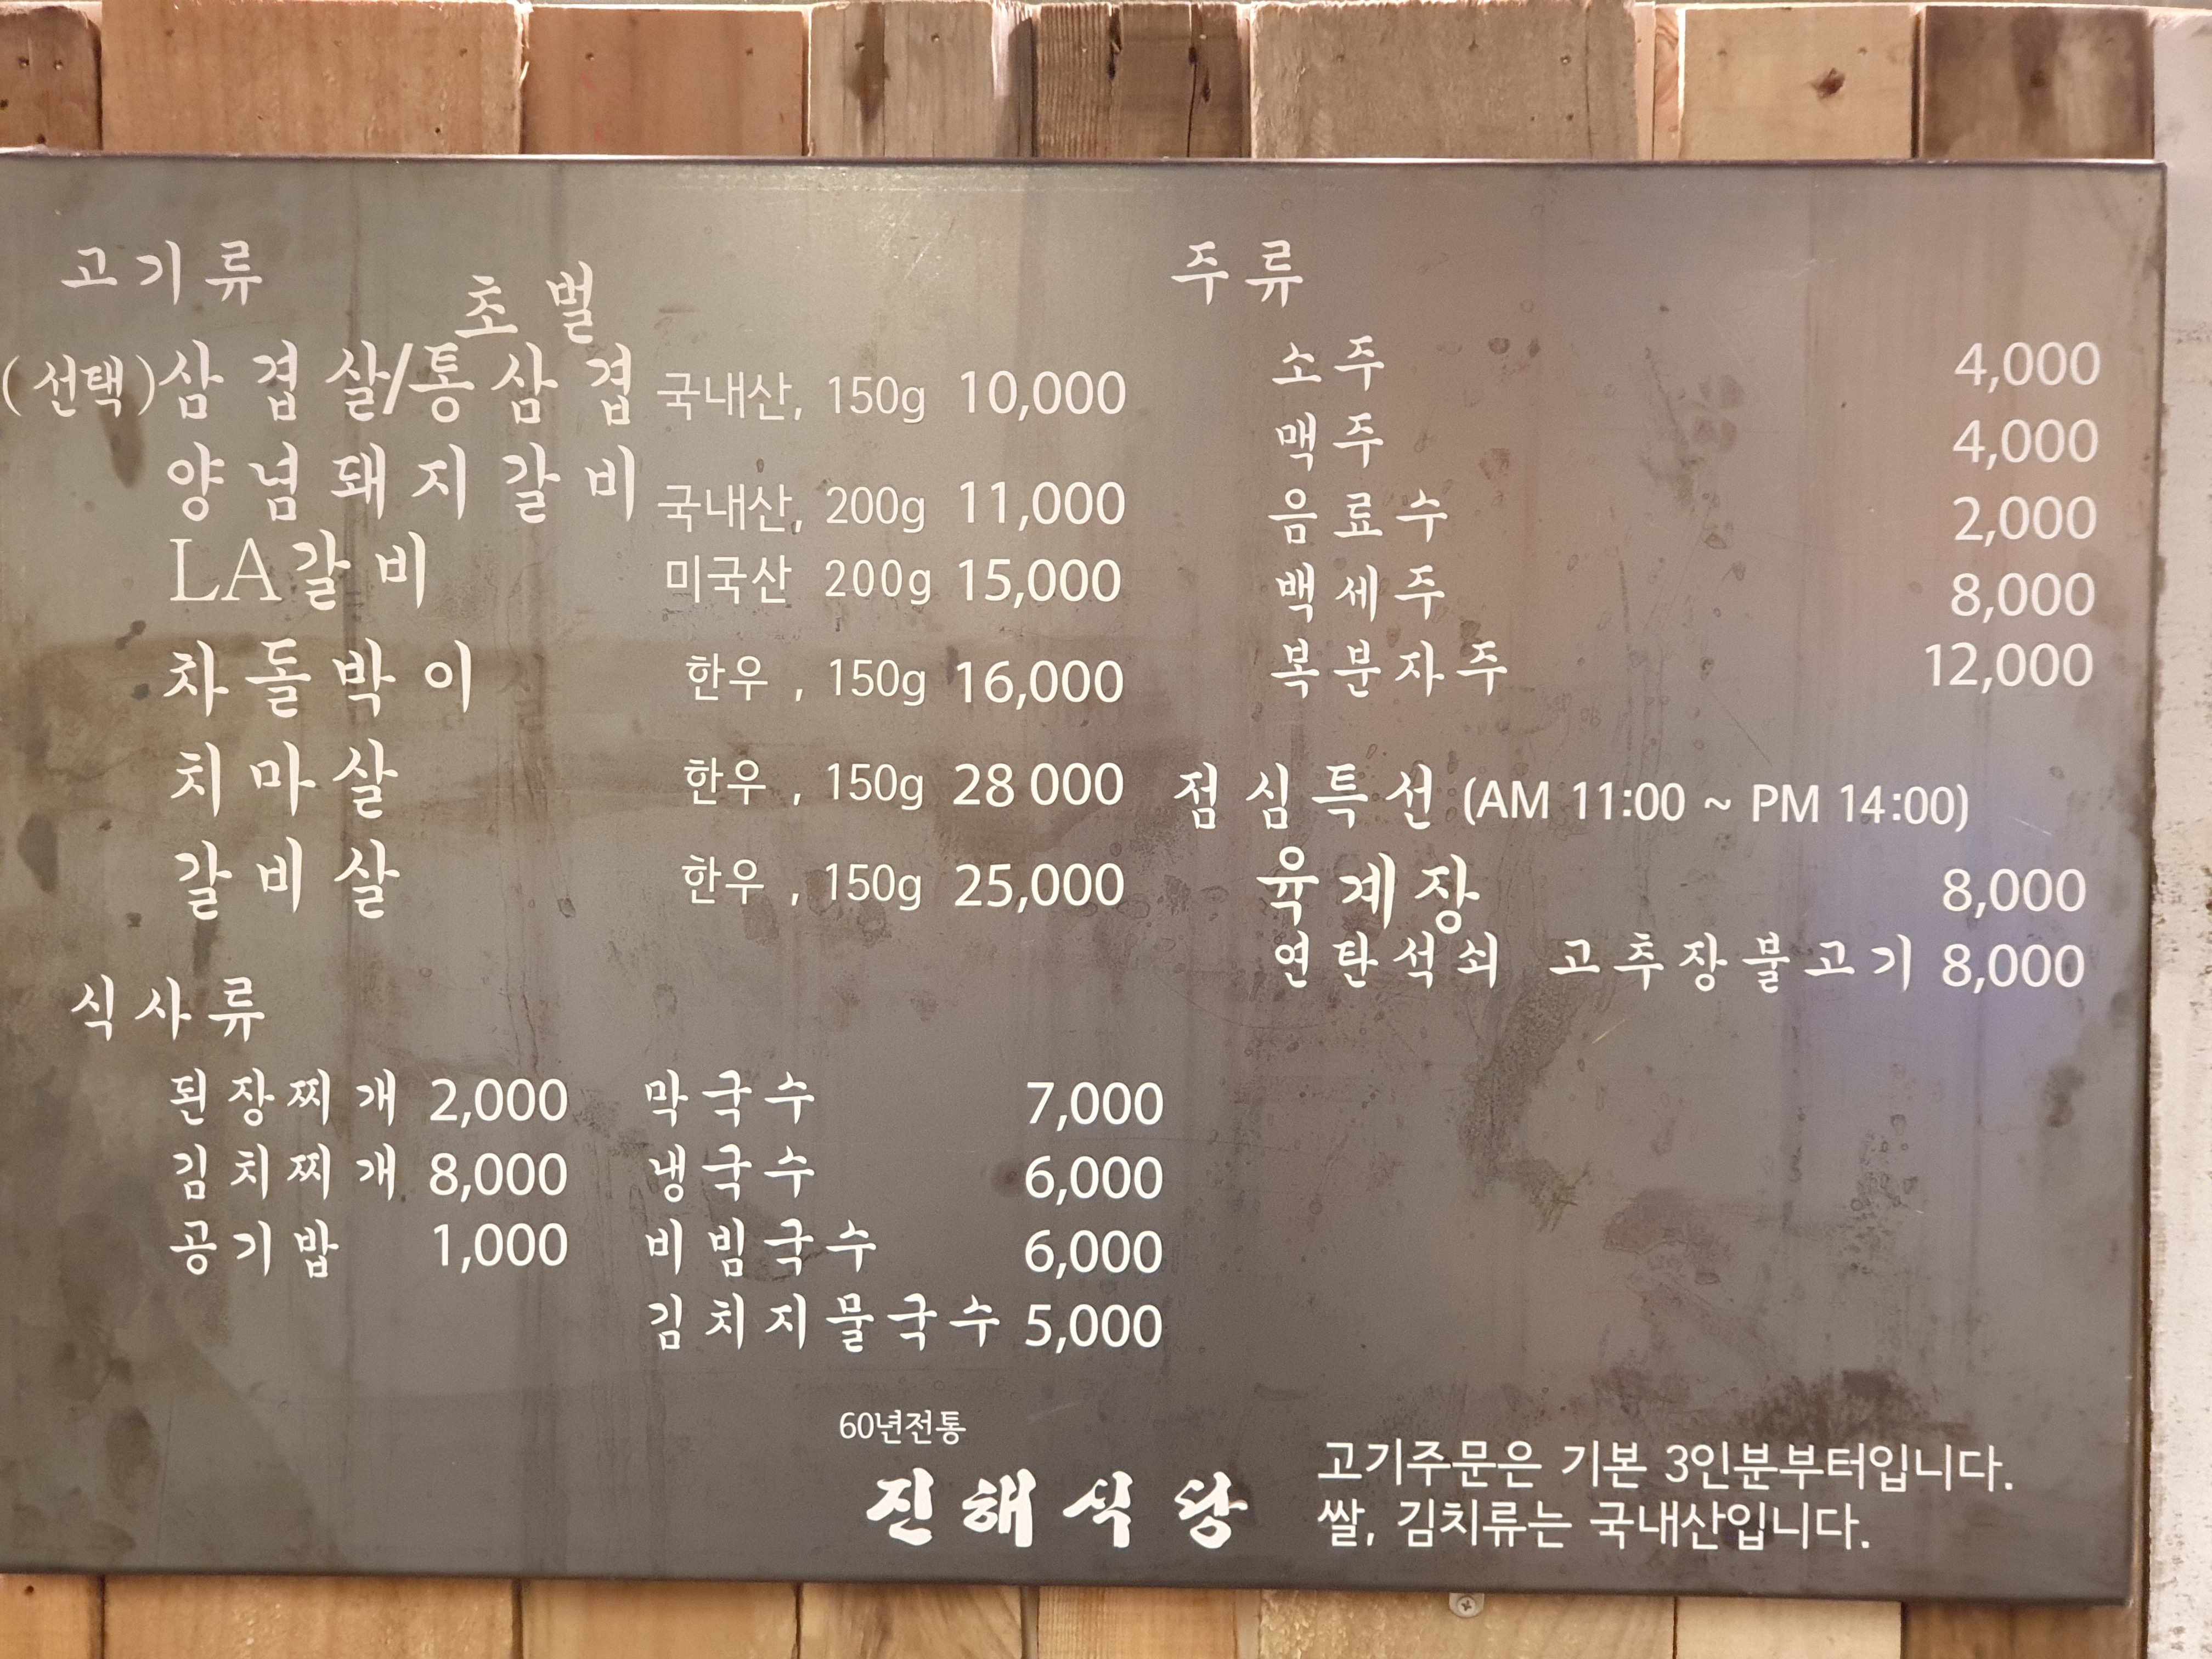 고기류
초벌
(선택)삼겹살/통삼겹 국내산, 150g 10,000
양념돼지갈비 국내산, 200g 11,000
LA갈비 미국산 200g 15,000
차돌박이 한우 , 150g 16,000
치마살 한우 , 150g 28 000
갈비살 한우 , 150g 25,000
식사류
된장찌개 2,000
김치찌개 8,000
공기밥 1,000
막국수 7,000
냉국수 6,000
비빔국수 6,000
김치지물국수 5,000
주류
소주 4,000
맥주 4,000
음료수 2,000
백세주 8,000
복분자주 12,000
점심특선 (AM 11:00 ~ PM 14:00)
육계장 8,000
연탄석쇠 고추장불고기 8,000
60년전통
진해식당
고기주문은 기본 3인분부터입니다.
쌀, 김치류는 국내산입니다.